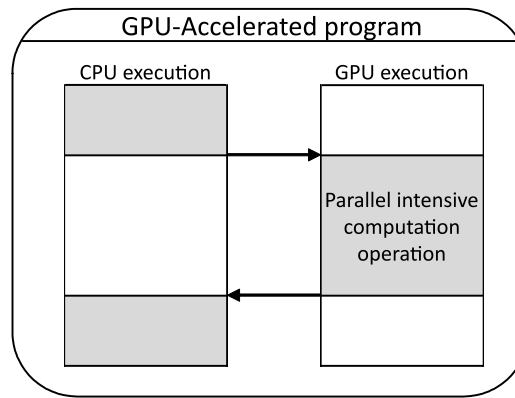 GPU-Accelerated program
CPU execution
GPU execution
Parallel intensive
computation
operation